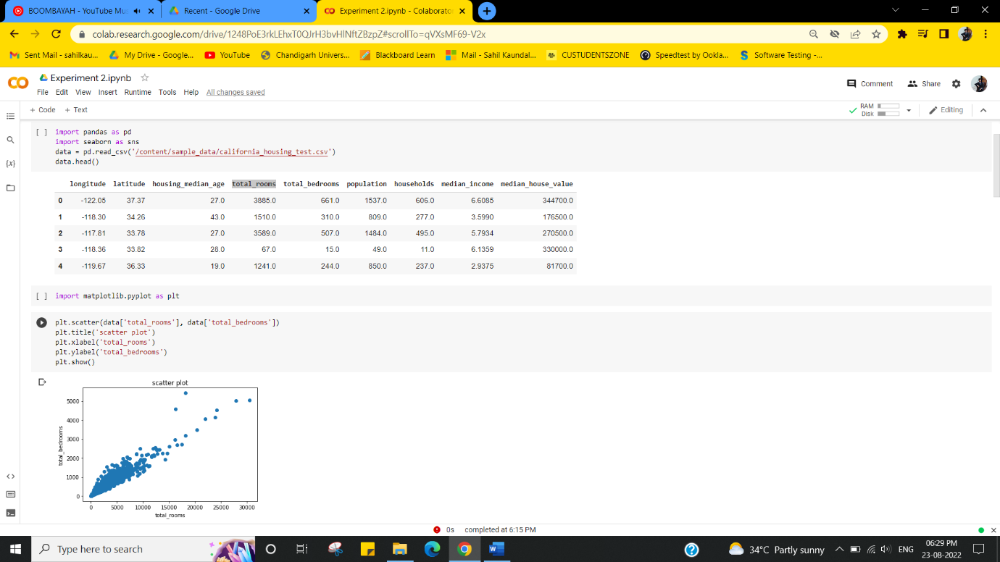 BOOMBAYAH - YouTube Mus
Recent - Google Drive
Experiment 2.ipynb - Colaborator
colab.research.google.com/drive/1248PoE3rkLEhxT0QJrH3bvHlNftZBzpZ#scrollTo=qVXsMF69-V2x
Sent Mail - sahilkau... My Drive - Google... YouTube Chandigarh Univers... Blackboard Learn Mail - Sahil Kaundal... CUSTUDENTSZONE Speedtest by Ookla... Software Testing -...
Experiment 2.ipynb
File Edit View Insert Runtime Tools Help All changes saved
Comment Share
+ Code + Text
RAM
Disk
Editing
[ ] import pandas as pd
import seaborn as sns
data = pd.read_csv('/content/sample_data/california_housing_test.csv')
data.head()
longitude latitude housing_median_age total_rooms total_bedrooms population households median_income median_house_value
0 -122.05 37.37 27.0 3885.0 661.0 1537.0 606.0 6.6085 344700.0
1 -118.30 34.26 43.0 1510.0 310.0 809.0 277.0 3.5990 176500.0
2 -117.81 33.78 27.0 3589.0 507.0 1484.0 495.0 5.7934 270500.0
3 -118.36 33.82 28.0 67.0 15.0 49.0 11.0 6.1359 330000.0
4 -119.67 36.33 19.0 1241.0 244.0 850.0 237.0 2.9375 81700.0
[ ] import matplotlib.pyplot as plt
plt.scatter(data['total_rooms'], data['total_bedrooms'])
plt.title('scatter plot')
plt.xlabel('total_rooms')
plt.ylabel('total_bedrooms')
plt.show()
scatter plot
total_bedrooms
5000
4000
3000
2000
1000
0
0 5000 10000 15000 20000 25000 30000
total_rooms
0s completed at 6:15 PM
Type here to search
34°C Partly sunny
ENG
06:29 PM
23-08-2022